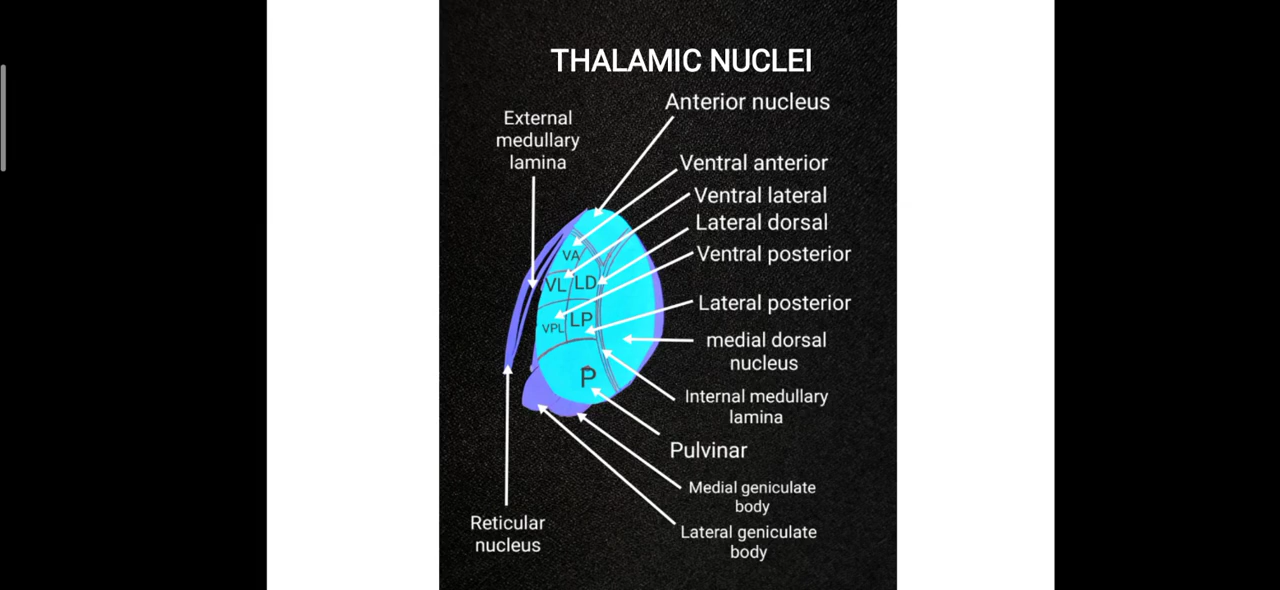 THALAMIC NUCLEI
Anterior nucleus
External
medullary
lamina
Ventral anterior
Ventral lateral
Lateral dorsal
Ventral posterior
VA
VL
LD
VPL
LP
P
Lateral posterior
medial dorsal
nucleus
Internal medullary
lamina
Pulvinar
Medial geniculate
body
Lateral geniculate
body
Reticular
nucleus